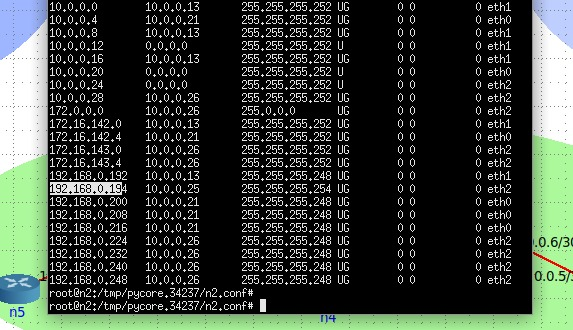 10.0.0.0 10.0.0.13 255.255.255.252 UG 0 0 0 eth1
10.0.0.4 10.0.0.21 255.255.255.252 UG 0 0 0 eth0
10.0.0.8 10.0.0.13 255.255.255.252 UG 0 0 0 eth1
10.0.0.12 0.0.0.0 255.255.255.252 U 0 0 0 eth1
10.0.0.16 10.0.0.13 255.255.255.252 UG 0 0 0 eth1
10.0.0.20 0.0.0.0 255.255.255.252 U 0 0 0 eth0
10.0.0.24 0.0.0.0 255.255.255.252 U 0 0 0 eth2
10.0.0.28 10.0.0.26 255.255.255.252 UG 0 0 0 eth2
172.0.0.0 10.0.0.26 255.0.0.0 UG 0 0 0 eth2
172.16.142.0 10.0.0.13 255.255.255.252 UG 0 0 0 eth1
172.16.142.4 10.0.0.21 255.255.255.252 UG 0 0 0 eth0
172.16.143.0 10.0.0.26 255.255.255.252 UG 0 0 0 eth2
172.16.143.4 10.0.0.26 255.255.255.252 UG 0 0 0 eth2
192.168.0.192 10.0.0.13 255.255.255.248 UG 0 0 0 eth1
192.168.0.194 10.0.0.25 255.255.255.254 UG 0 0 0 eth2
192.168.0.200 10.0.0.21 255.255.255.248 UG 0 0 0 eth0
192.168.0.208 10.0.0.21 255.255.255.248 UG 0 0 0 eth0
192.168.0.216 10.0.0.21 255.255.255.248 UG 0 0 0 eth0
192.168.0.224 10.0.0.26 255.255.255.248 UG 0 0 0 eth2
192.168.0.232 10.0.0.26 255.255.255.248 UG 0 0 0 eth2
192.168.0.240 10.0.0.26 255.255.255.248 UG 0 0 0 eth2
192.168.0.248 10.0.0.26 255.255.255.248 UG 0 0 0 eth2
root@n2:/tmp/pycore.34237/n2.conf#
root@n2:/tmp/pycore.34237/n2.conf#
.0.6/30
0.0.5/3
n5
n4